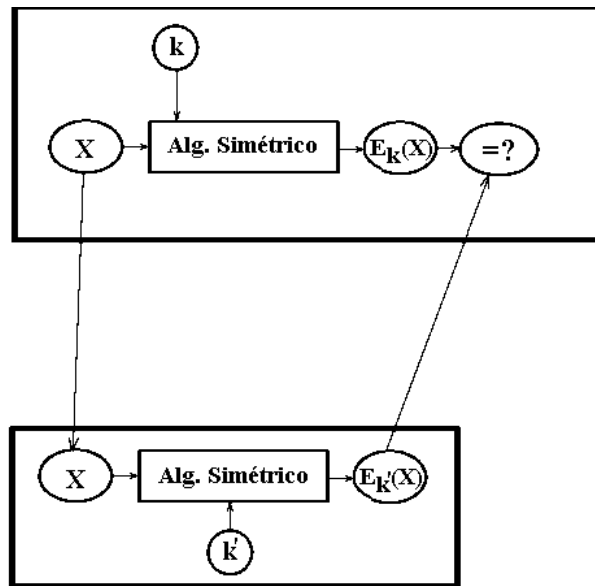 k
X
Alg. Simétrico
Ek(X)
=?
X
Alg. Simétrico
Ek'(X)
k'